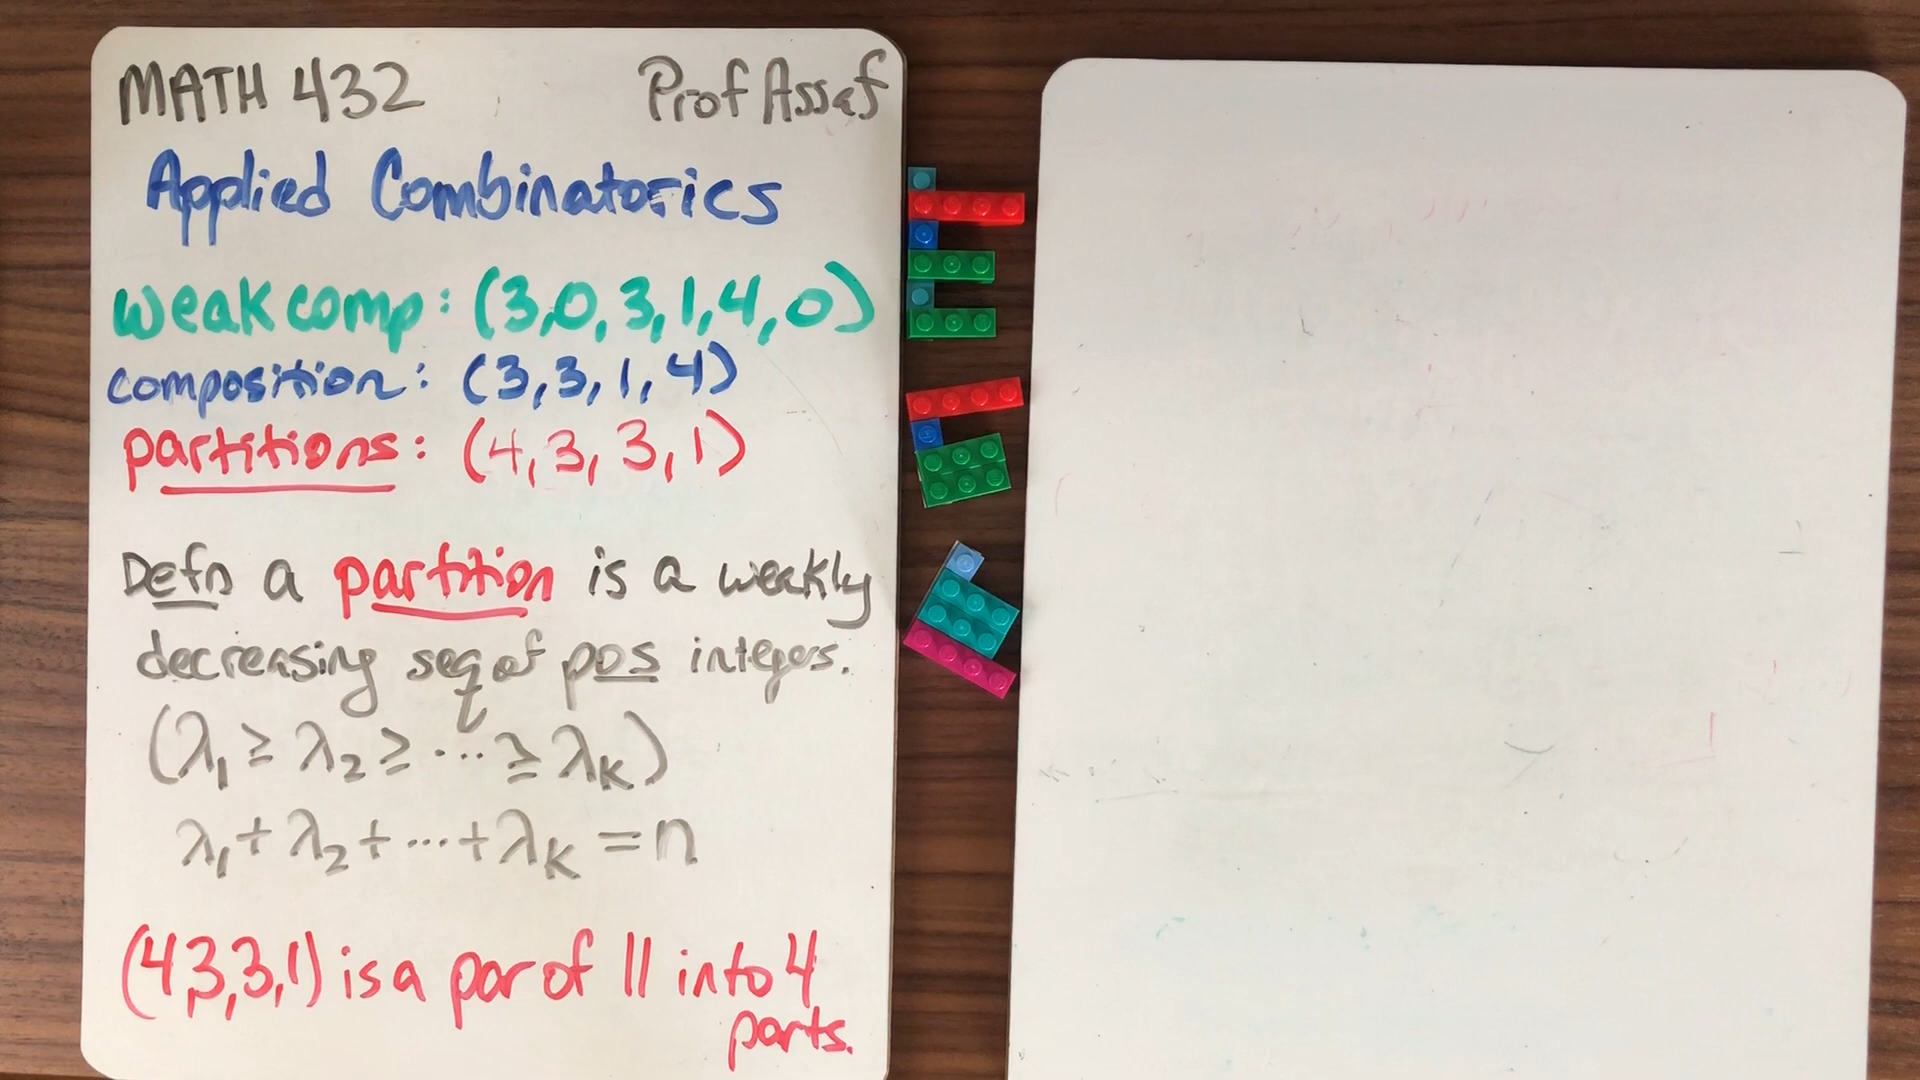 MATH 432 Prof Assaf
Applied Combinatorics
weak comp: (3,0,3,1,4,0)
composition: (3,3,1,4)
partitions: (4,3,3,1)
Defn a partition is a weakly
decreasing seq of pos integers.
(λ₁ ≥ λ₂ ≥ ... ≥ λₖ)
λ₁ + λ₂ + ... + λₖ = n
(4,3,3,1) is a par of 11 into 4
parts.